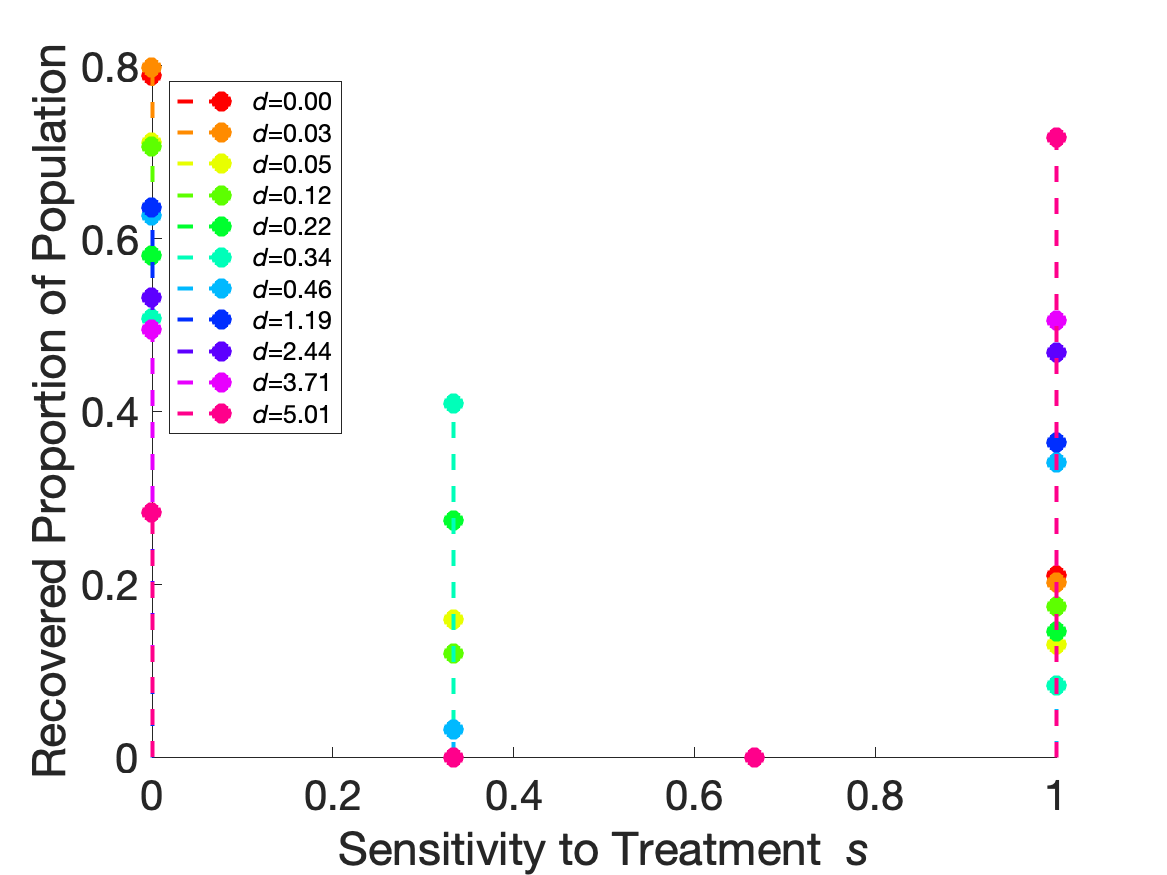 Recovered Proportion of Population
0.8
0.6
0.4
0.2
0
d=0.00
d=0.03
d=0.05
d=0.12
d=0.22
d=0.34
d=0.46
d=1.19
d=2.44
d=3.71
d=5.01
0 0.2 0.4 0.6 0.8 1
Sensitivity to Treatment s